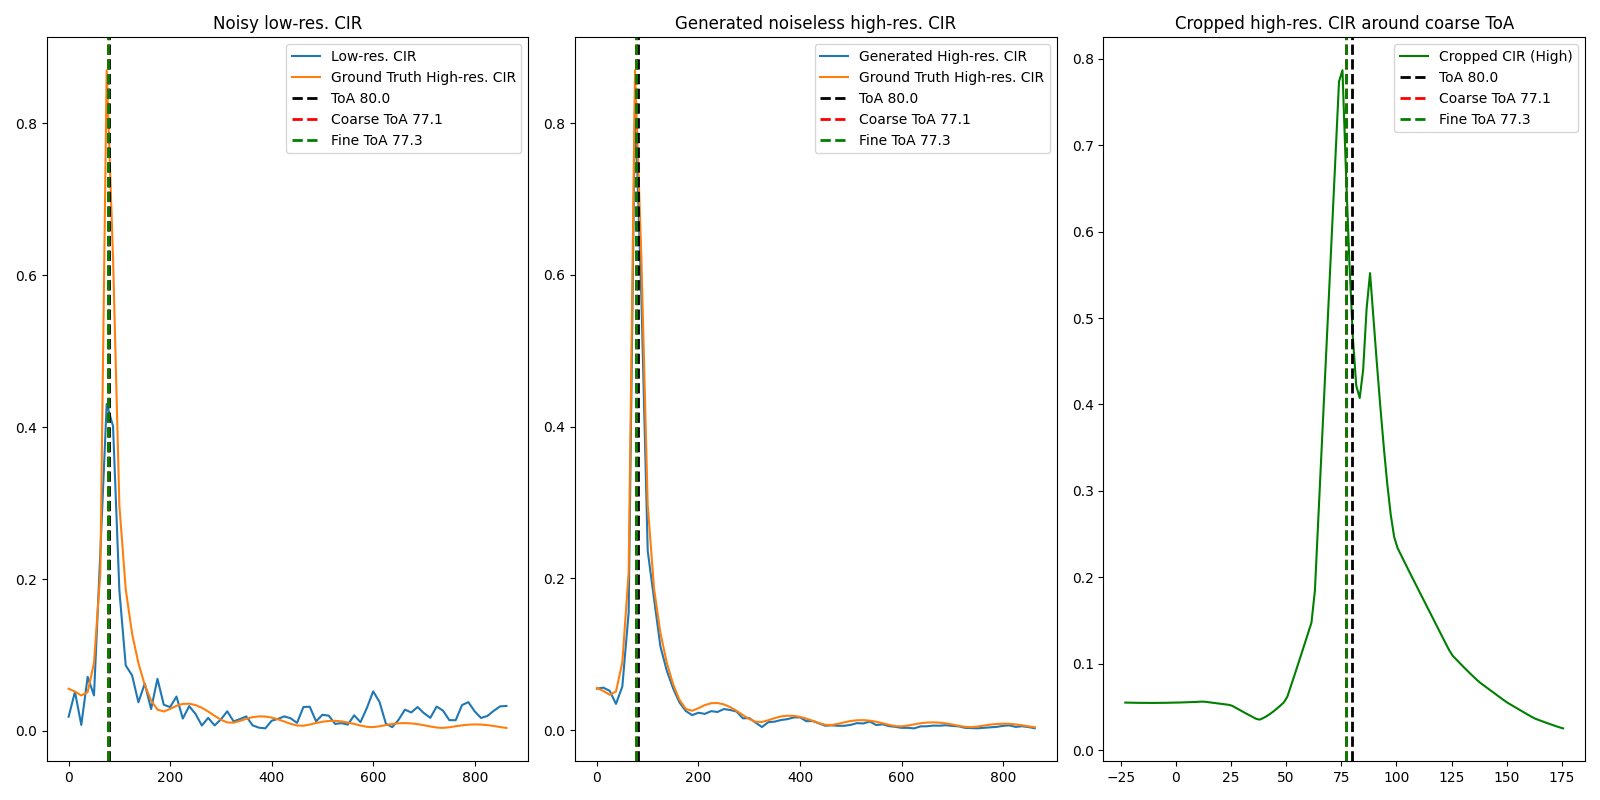 Noisy low-res. CIR
Low-res. CIR
Ground Truth High-res. CIR
ToA 80.0
Coarse ToA 77.1
Fine ToA 77.3
0.8
0.6
0.4
0.2
0.0
0 200 400 600 800
Generated noiseless high-res. CIR
Generated High-res. CIR
Ground Truth High-res. CIR
ToA 80.0
Coarse ToA 77.1
Fine ToA 77.3
0.8
0.6
0.4
0.2
0.0
0 200 400 600 800
Cropped high-res. CIR around coarse ToA
Cropped CIR (High)
ToA 80.0
Coarse ToA 77.1
Fine ToA 77.3
0.8
0.7
0.6
0.5
0.4
0.3
0.2
0.1
0.0
−25 0 25 50 75 100 125 150 175